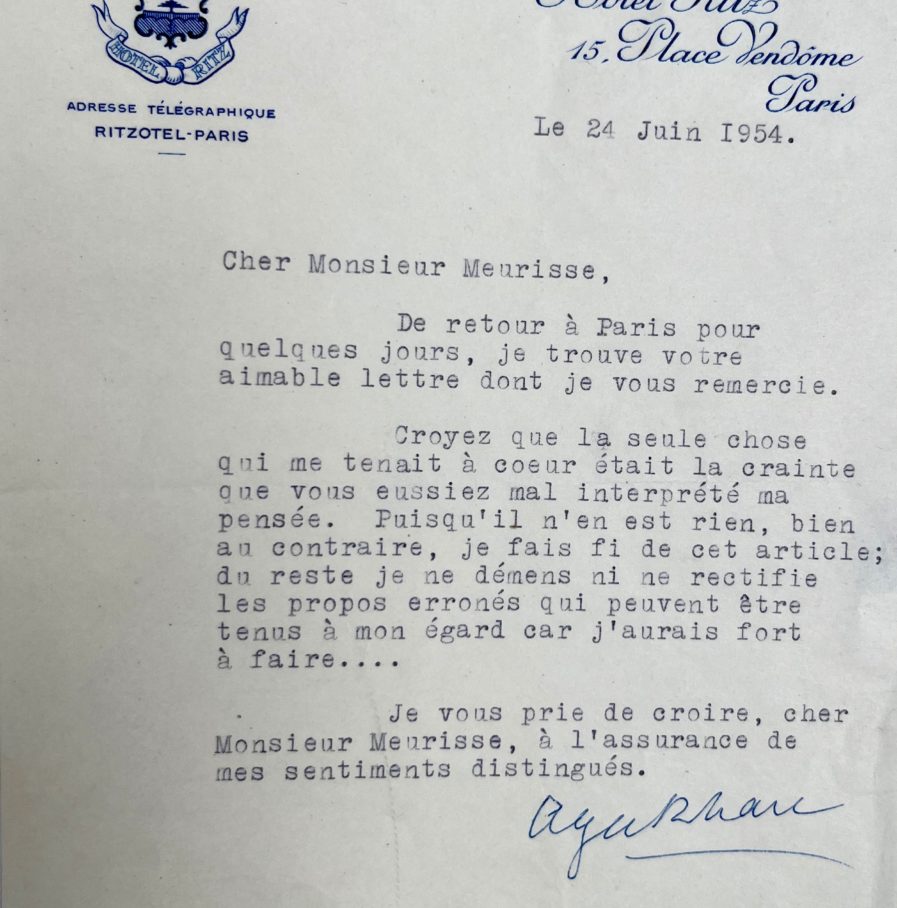 HOTEL RITZ
ADRESSE TÉLÉGRAPHIQUE
RITZOTEL-PARIS
Hôtel Ritz
15, Place Vendôme
Paris
Le 24 Juin 1954.
Cher Monsieur Meurisse,
De retour à Paris pour
quelques jours, je trouve votre
aimable lettre dont je vous remercie.
Croyez que la seule chose
qui me tenait à coeur était la crainte
que vous eussiez mal interprété ma
pensée. Puisqu'il n'en est rien, bien
au contraire, je fais fi de cet article;
du reste je ne démens ni ne rectifie
les propos erronés qui peuvent être
tenus à mon égard car j'aurais fort
à faire....
Je vous prie de croire, cher
Monsieur Meurisse, à l'assurance de
mes sentiments distingués.
Aga Khan